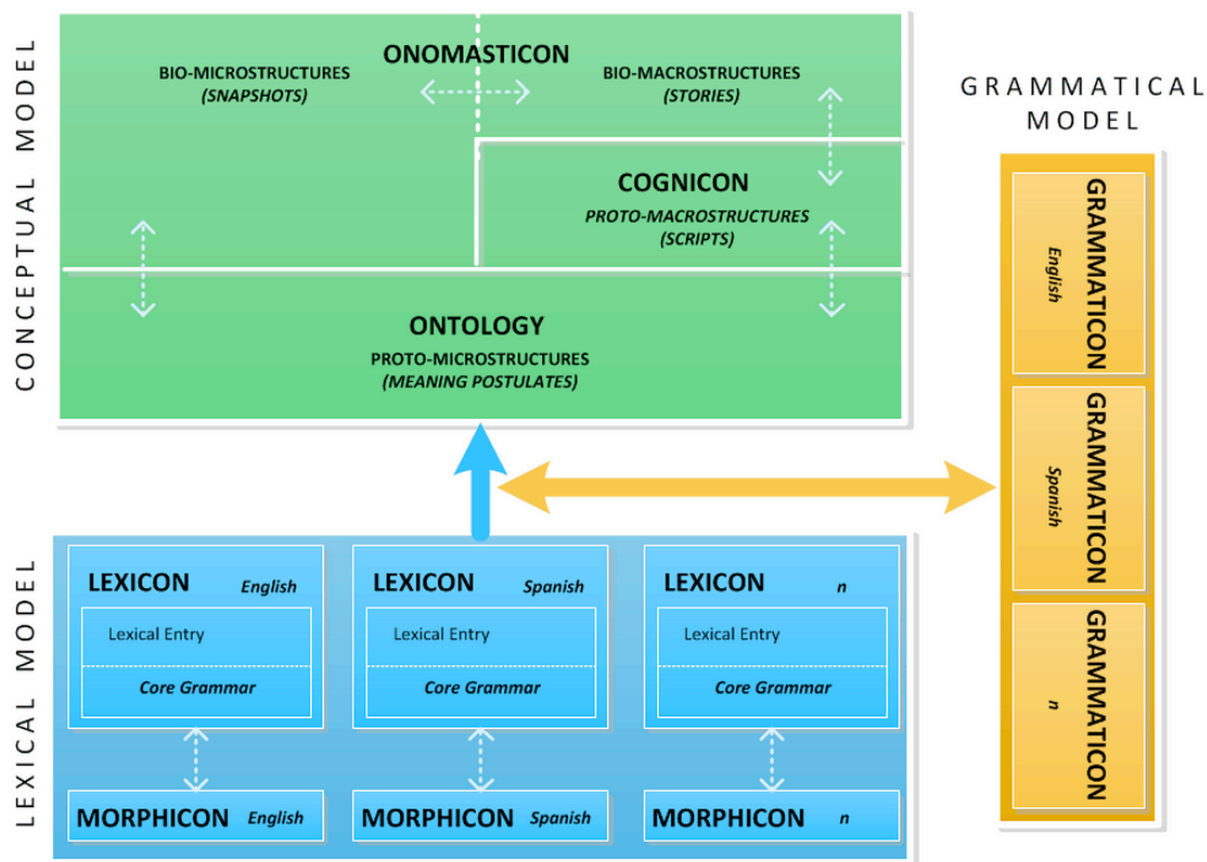 CONCEPTUAL MODEL
ONOMASTICON
BIO-MICROSTRUCTURES
(SNAPSHOTS)
BIO-MACROSTRUCTURES
(STORIES)
COGNICON
PROTO-MACROSTRUCTURES
(SCRIPTS)
ONTOLOGY
PROTO-MICROSTRUCTURES
(MEANING POSTULATES)
GRAMMATICAL
MODEL
GRAMMATICON
English
GRAMMATICON
Spanish
GRAMMATICON
n
LEXICAL MODEL
LEXICON English
Lexical Entry
Core Grammar
MORPHICON English
LEXICON Spanish
Lexical Entry
Core Grammar
MORPHICON Spanish
LEXICON n
Lexical Entry
Core Grammar
MORPHICON n